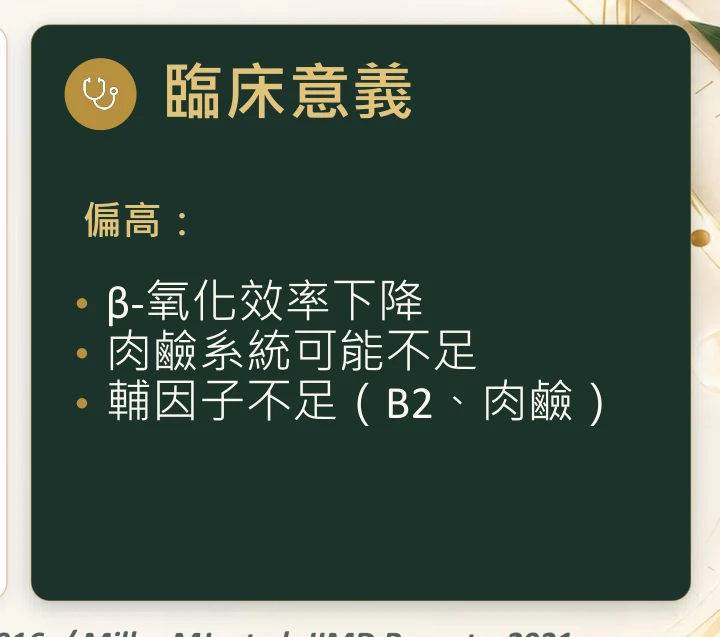 臨床意義
偏高：
• β-氧化效率下降
• 肉鹼系統可能不足
• 輔因子不足（B2、肉鹼）